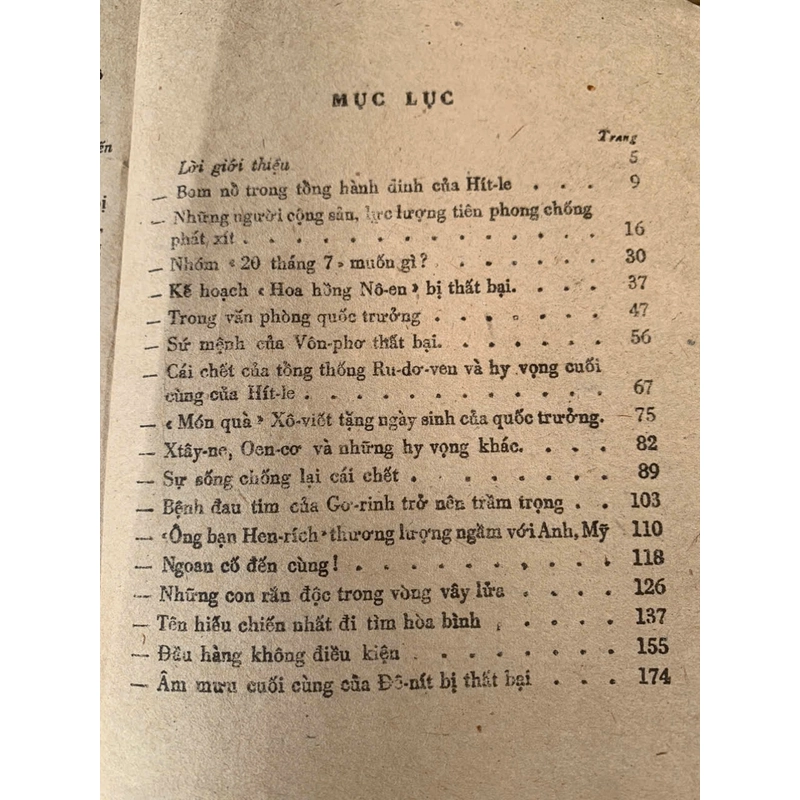 MỤC LỤC
Trang
Lời giới thiệu 5
— Bom nổ trong tổng hành dinh của Hít-le . . . 9
— Những người cộng sản, lực lượng tiên phong chống
phát xít . . . . . . . . . . . . . 16
— Nhóm « 20 tháng 7 » muốn gì ? . . . . . . 30
— Kế hoạch « Hoa hồng Nô-en » bị thất bại. . . . 37
— Trong văn phòng quốc trưởng . . . . . . 47
— Sứ mệnh của Vôn-phơ thất bại. . . . . . 56
— Cái chết của tổng thống Ru-dơ-ven và hy vọng cuối
cùng của Hít-le . . . . . . . . . . . 67
— « Món quà » Xô-viết tặng ngày sinh của quốc trưởng. — 75
— Xtây-ne, Oen-cơ và những hy vọng khác. . . . 82
— Sự sống chống lại cái chết . . . . . . . 89
— Bệnh đau tim của Gơ-rinh trở nên trầm trọng . . 103
— « Ông bạn Hen-rích » thương lượng ngầm với Anh, Mỹ 110
— Ngoan cố đến cùng ! . . . . . . . . 118
— Những con rắn độc trong vòng vây lửa . . . . 126
— Tên hiếu chiến nhất đi tìm hòa bình . . . . 137
— Đầu hàng không điều kiện . . . . . . . 155
— Âm mưu cuối cùng của Đô-nít bị thất bại . . . 174
ến
ị